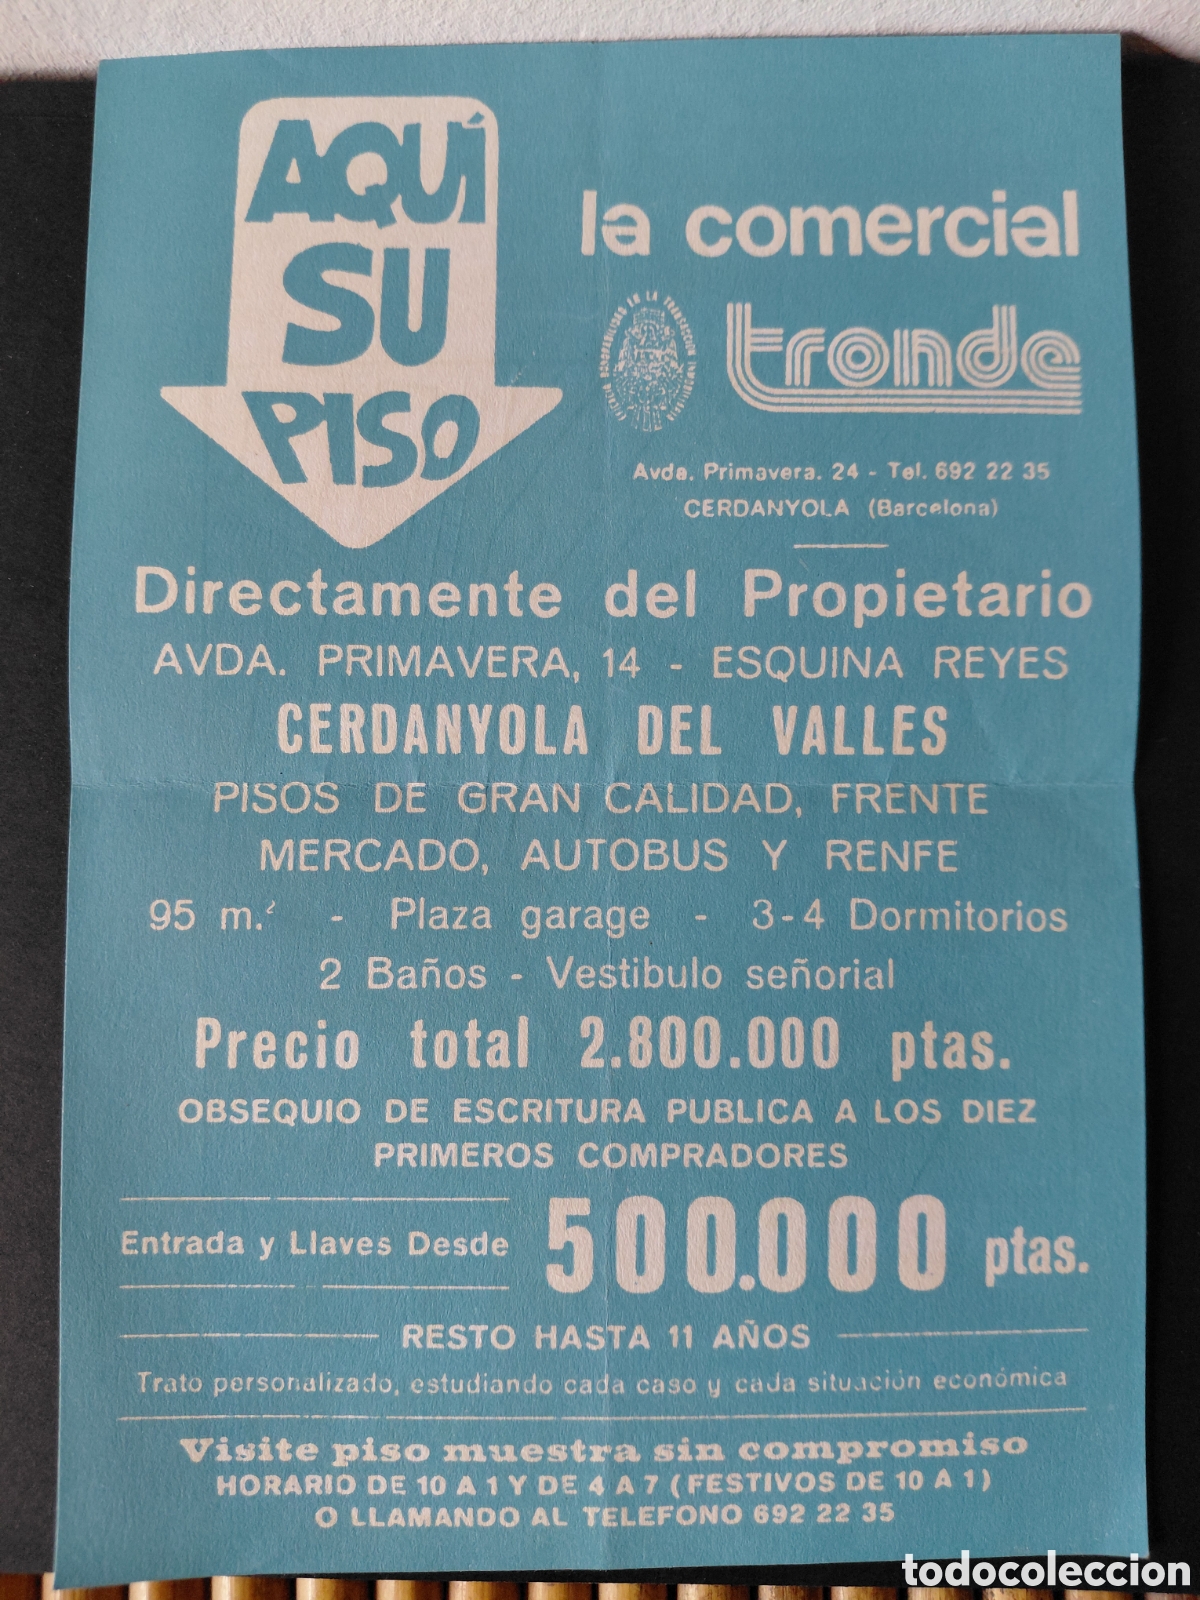 AQUÍ
SU
PISO
la comercial
tronde
EN LA TRANSACCION
Avda. Primavera. 24 - Tel. 692 22 35
CERDANYOLA (Barcelona)
Directamente del Propietario
AVDA. PRIMAVERA, 14 - ESQUINA REYES
CERDANYOLA DEL VALLES
PISOS DE GRAN CALIDAD, FRENTE
MERCADO, AUTOBUS Y RENFE
95 m.² - Plaza garage - 3-4 Dormitorios
2 Baños - Vestibulo señorial
Precio total 2.800.000 ptas.
OBSEQUIO DE ESCRITURA PUBLICA A LOS DIEZ
PRIMEROS COMPRADORES
Entrada y Llaves Desde 500.000 ptas.
RESTO HASTA 11 AÑOS
Trato personalizado, estudiando cada caso y cada situación económica
Visite piso muestra sin compromiso
HORARIO DE 10 A 1 Y DE 4 A 7 (FESTIVOS DE 10 A 1)
O LLAMANDO AL TELEFONO 692 22 35
todocoleccion